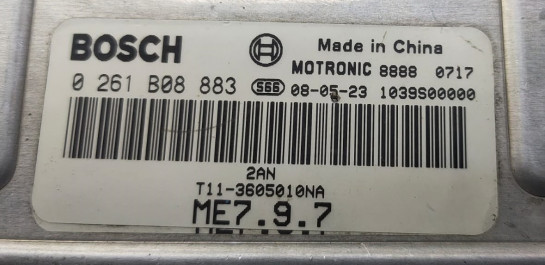 BOSCH Made in China
MOTRONIC 8888 0717
0 261 B08 883 SGS 08-05-23 1039S00000
2AN
T11-3605010NA
ME7.9.7